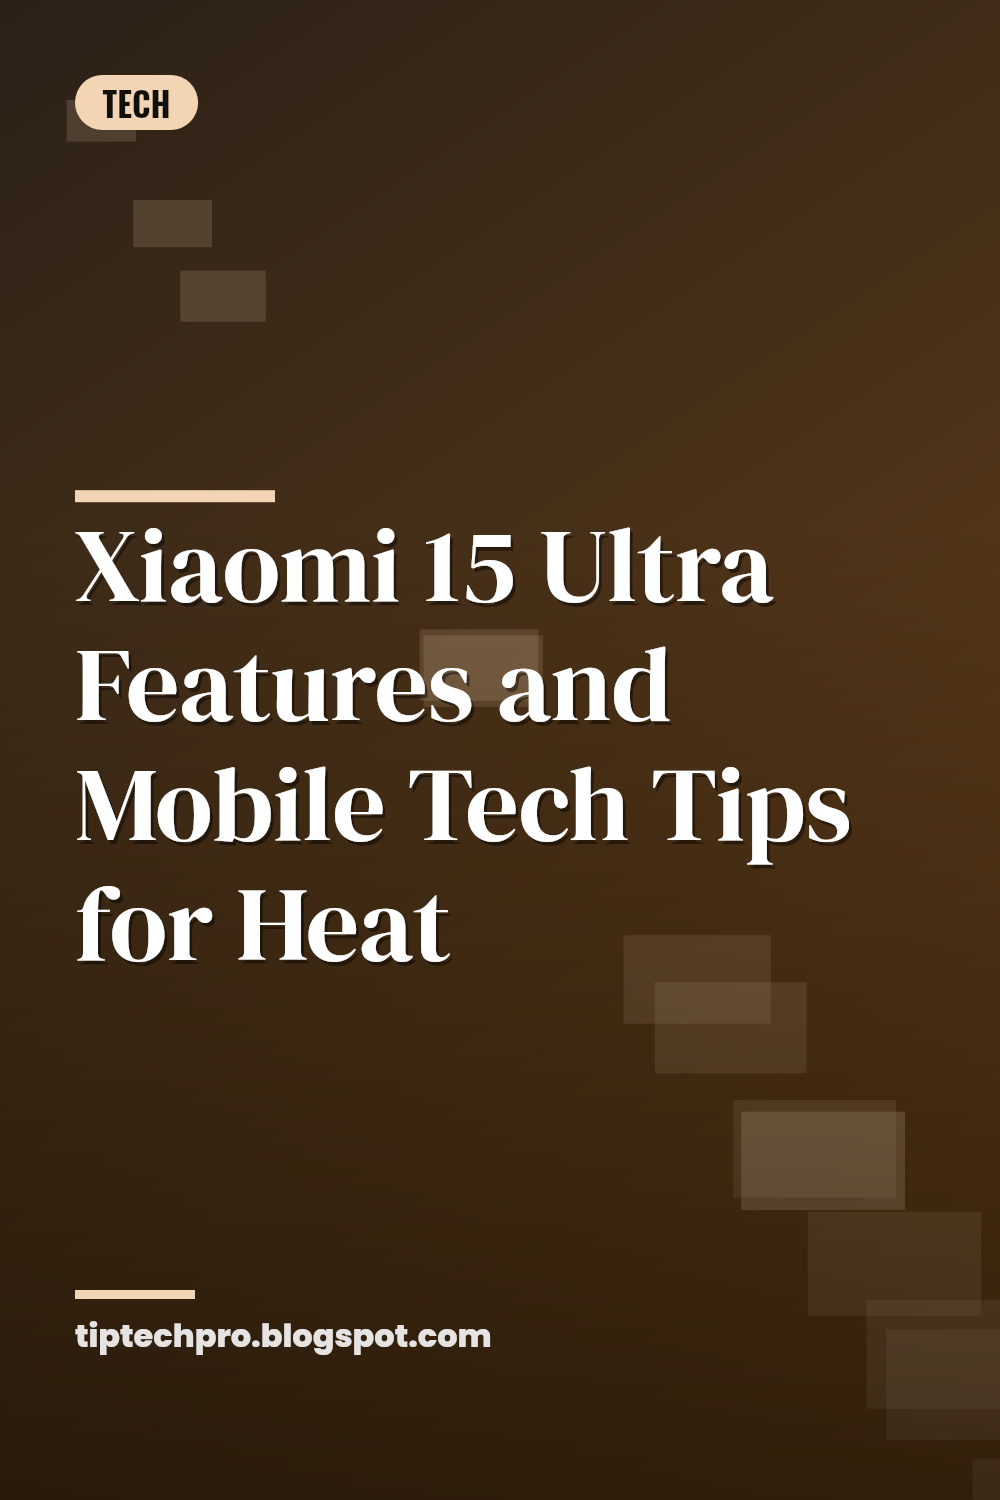 TECH
Xiaomi 15 Ultra
Features and
Mobile Tech Tips
for Heat
tiptechpro.blogspot.com